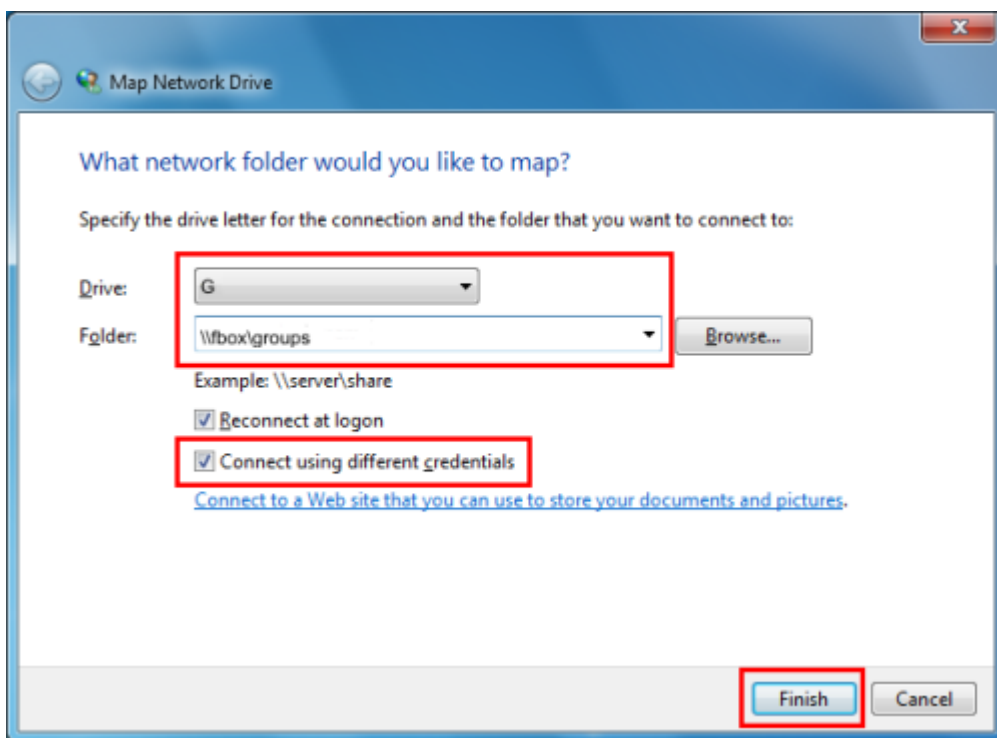 Map Network Drive
What network folder would you like to map?
Specify the drive letter for the connection and the folder that you want to connect to:
Drive: G
Folder: \\fbox\groups Browse...
Example: \\server\share
Reconnect at logon
Connect using different credentials
Connect to a Web site that you can use to store your documents and pictures.
Finish Cancel